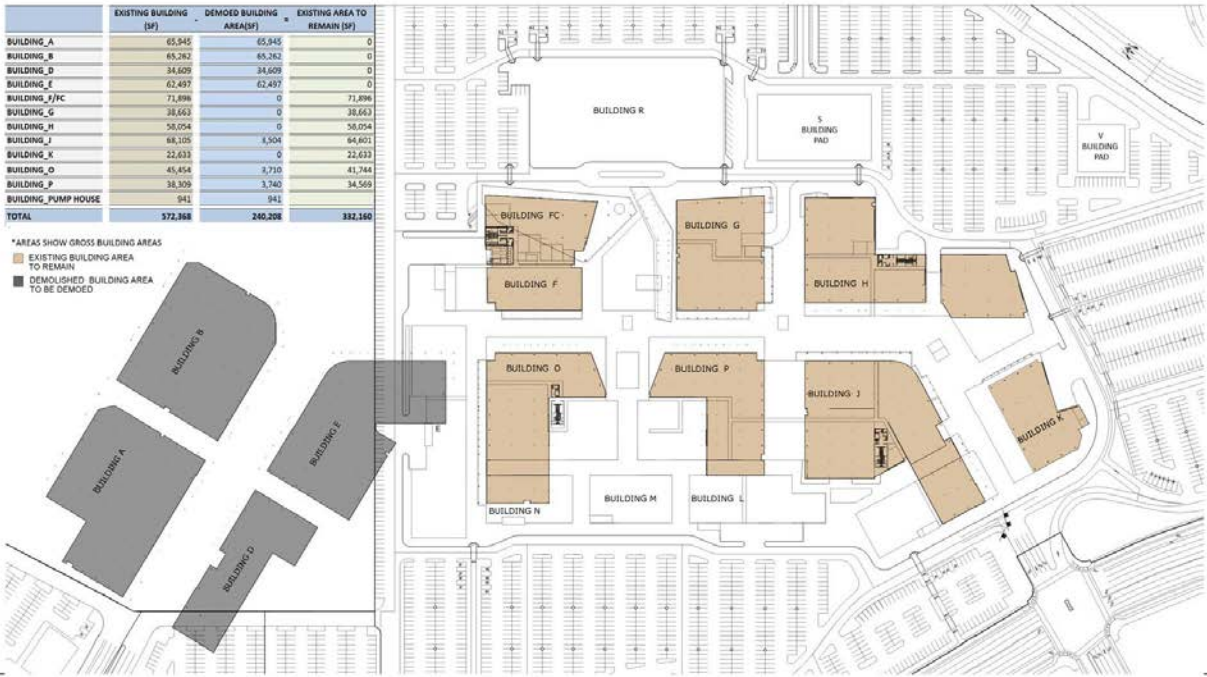 EXISTING BUILDING (SF) - DEMOED BUILDING AREA(SF) = EXISTING AREA TO REMAIN (SF)
BUILDING_A 65,945 65,945 0
BUILDING_B 65,262 65,262 0
BUILDING_D 34,609 34,609 0
BUILDING_E 62,497 62,497 0
BUILDING_F/FC 71,896 0 71,896
BUILDING_G 38,663 0 38,663
BUILDING_H 58,054 0 58,054
BUILDING_J 68,105 3,504 64,601
BUILDING_K 22,633 0 22,633
BUILDING_O 45,454 3,710 41,744
BUILDING_P 38,309 3,740 34,569
BUILDING_PUMP HOUSE 941 941
TOTAL 572,368 240,208 332,160
*AREAS SHOW GROSS BUILDING AREAS
EXISTING BUILDING AREA
TO REMAIN
DEMOLISHED BUILDING AREA
TO BE DEMOED
BUILDING R
S
BUILDING
PAD
V
BUILDING
PAD
BUILDING FC
BUILDING G
BUILDING F
BUILDING H
BUILDING B
BUILDING O
BUILDING P
BUILDING J
BUILDING E
BUILDING K
BUILDING A
BUILDING N
BUILDING M
BUILDING L
BUILDING D